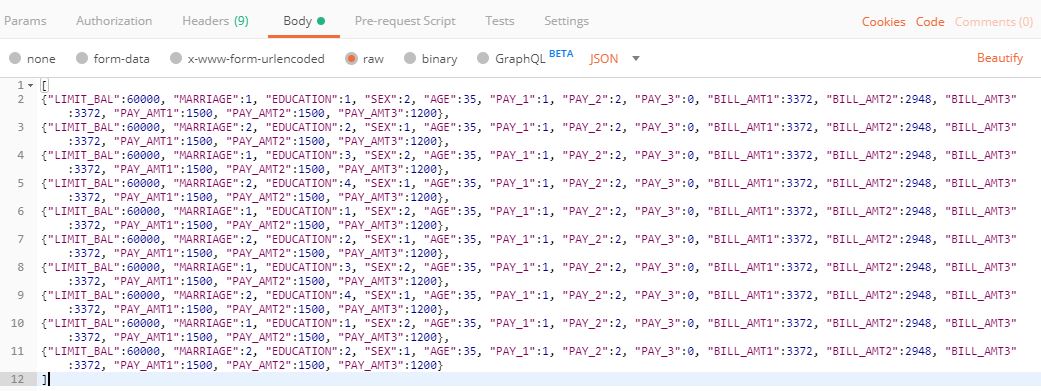 Params Authorization Headers (9) Body Pre-request Script Tests Settings Cookies Code Comments (0)
none form-data x-www-form-urlencoded raw binary GraphQL BETA JSON Beautify
1 [
2 {"LIMIT_BAL":60000, "MARRIAGE":1, "EDUCATION":1, "SEX":2, "AGE":35, "PAY_1":1, "PAY_2":2, "PAY_3":0, "BILL_AMT1":3372, "BILL_AMT2":2948, "BILL_AMT3"
:3372, "PAY_AMT1":1500, "PAY_AMT2":1500, "PAY_AMT3":1200},
3 {"LIMIT_BAL":60000, "MARRIAGE":2, "EDUCATION":2, "SEX":1, "AGE":35, "PAY_1":1, "PAY_2":2, "PAY_3":0, "BILL_AMT1":3372, "BILL_AMT2":2948, "BILL_AMT3"
:3372, "PAY_AMT1":1500, "PAY_AMT2":1500, "PAY_AMT3":1200},
4 {"LIMIT_BAL":60000, "MARRIAGE":1, "EDUCATION":3, "SEX":2, "AGE":35, "PAY_1":1, "PAY_2":2, "PAY_3":0, "BILL_AMT1":3372, "BILL_AMT2":2948, "BILL_AMT3"
:3372, "PAY_AMT1":1500, "PAY_AMT2":1500, "PAY_AMT3":1200},
5 {"LIMIT_BAL":60000, "MARRIAGE":2, "EDUCATION":4, "SEX":1, "AGE":35, "PAY_1":1, "PAY_2":2, "PAY_3":0, "BILL_AMT1":3372, "BILL_AMT2":2948, "BILL_AMT3"
:3372, "PAY_AMT1":1500, "PAY_AMT2":1500, "PAY_AMT3":1200},
6 {"LIMIT_BAL":60000, "MARRIAGE":1, "EDUCATION":1, "SEX":2, "AGE":35, "PAY_1":1, "PAY_2":2, "PAY_3":0, "BILL_AMT1":3372, "BILL_AMT2":2948, "BILL_AMT3"
:3372, "PAY_AMT1":1500, "PAY_AMT2":1500, "PAY_AMT3":1200},
7 {"LIMIT_BAL":60000, "MARRIAGE":2, "EDUCATION":2, "SEX":1, "AGE":35, "PAY_1":1, "PAY_2":2, "PAY_3":0, "BILL_AMT1":3372, "BILL_AMT2":2948, "BILL_AMT3"
:3372, "PAY_AMT1":1500, "PAY_AMT2":1500, "PAY_AMT3":1200},
8 {"LIMIT_BAL":60000, "MARRIAGE":2, "EDUCATION":3, "SEX":2, "AGE":35, "PAY_1":1, "PAY_2":2, "PAY_3":0, "BILL_AMT1":3372, "BILL_AMT2":2948, "BILL_AMT3"
:3372, "PAY_AMT1":1500, "PAY_AMT2":1500, "PAY_AMT3":1200},
9 {"LIMIT_BAL":60000, "MARRIAGE":2, "EDUCATION":4, "SEX":1, "AGE":35, "PAY_1":1, "PAY_2":2, "PAY_3":0, "BILL_AMT1":3372, "BILL_AMT2":2948, "BILL_AMT3"
:3372, "PAY_AMT1":1500, "PAY_AMT2":1500, "PAY_AMT3":1200},
10 {"LIMIT_BAL":60000, "MARRIAGE":1, "EDUCATION":1, "SEX":2, "AGE":35, "PAY_1":1, "PAY_2":2, "PAY_3":0, "BILL_AMT1":3372, "BILL_AMT2":2948, "BILL_AMT3"
:3372, "PAY_AMT1":1500, "PAY_AMT2":1500, "PAY_AMT3":1200},
11 {"LIMIT_BAL":60000, "MARRIAGE":2, "EDUCATION":2, "SEX":1, "AGE":35, "PAY_1":1, "PAY_2":2, "PAY_3":0, "BILL_AMT1":3372, "BILL_AMT2":2948, "BILL_AMT3"
:3372, "PAY_AMT1":1500, "PAY_AMT2":1500, "PAY_AMT3":1200}
12 ]